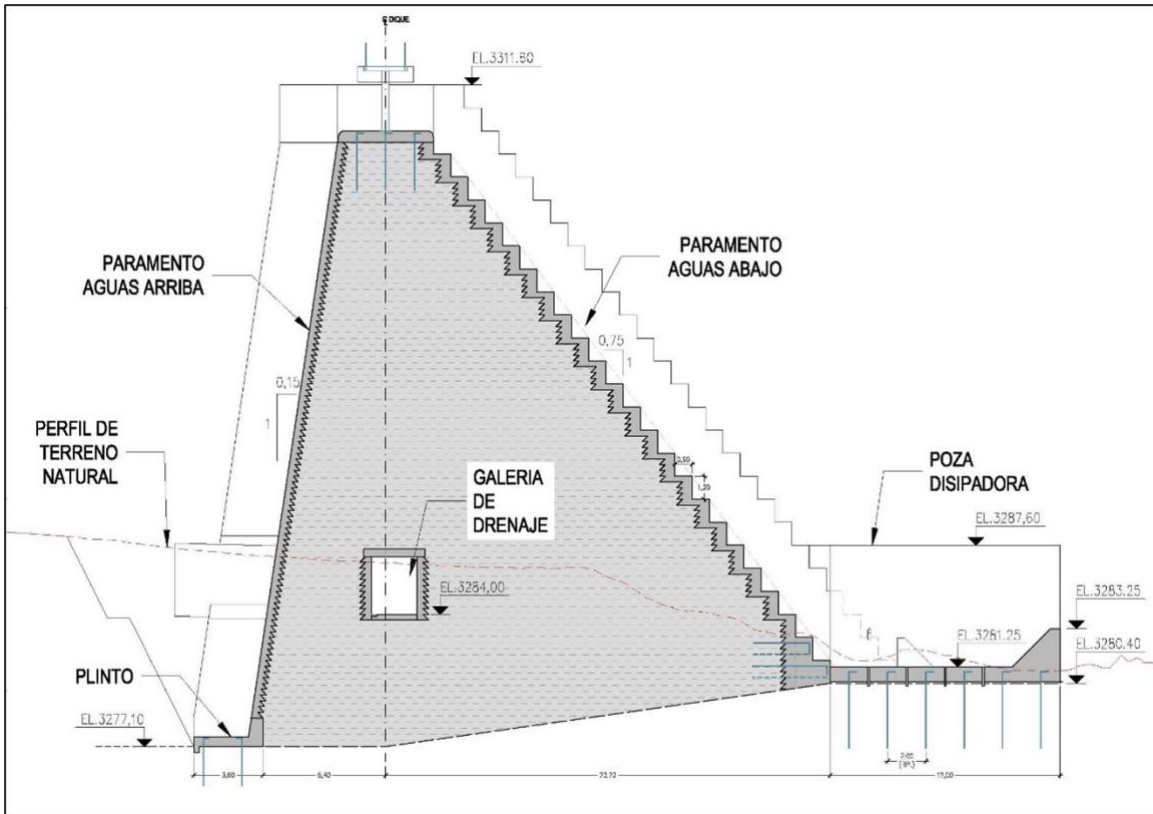 ℄ DIQUE
EL.3311.60
PARAMENTO
AGUAS ARRIBA
PARAMENTO
AGUAS ABAJO
0,75
1
0,15
1
PERFIL DE
TERRENO
NATURAL
GALERIA
DE
DRENAJE
1,20
POZA
DISIPADORA
EL.3287,60
EL.3284,00
EL.3283.25
EL.3281.25
EL.3280.40
PLINTO
EL.3277,10
3,60